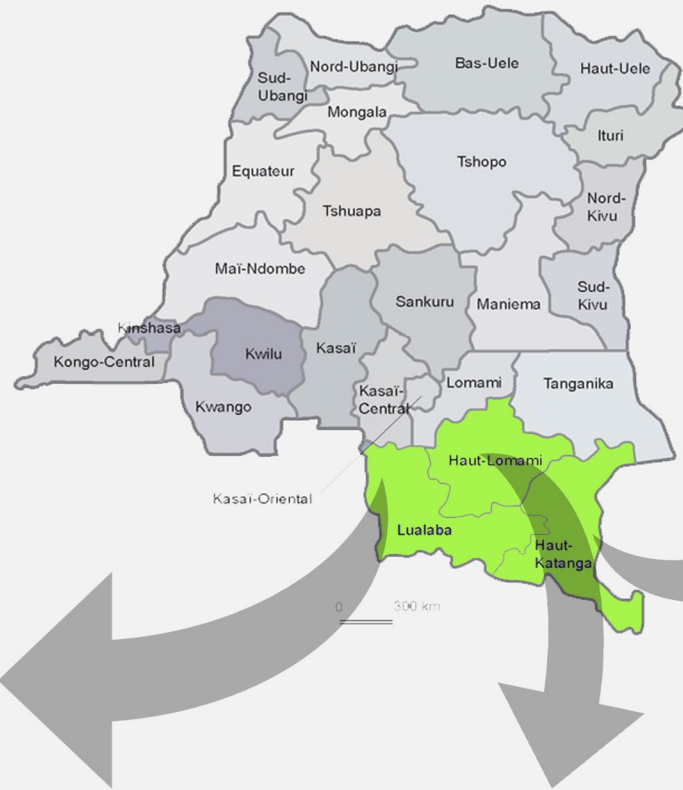 Nord-Ubangi
Bas-Uele
Haut-Uele
Sud-
Ubangi
Mongala
Ituri
Equateur
Tshopo
Tshuapa
Nord-
Kivu
Maï-Ndombe
Sankuru
Maniema
Sud-
Kivu
Kinshasa
Kongo-Central
Kwilu
Kasaï
Kwango
Kasaï-
Central
Lomami
Tanganika
Haut-Lomami
Kasaï-Oriental
Lualaba
Haut-
Katanga
0 300 km